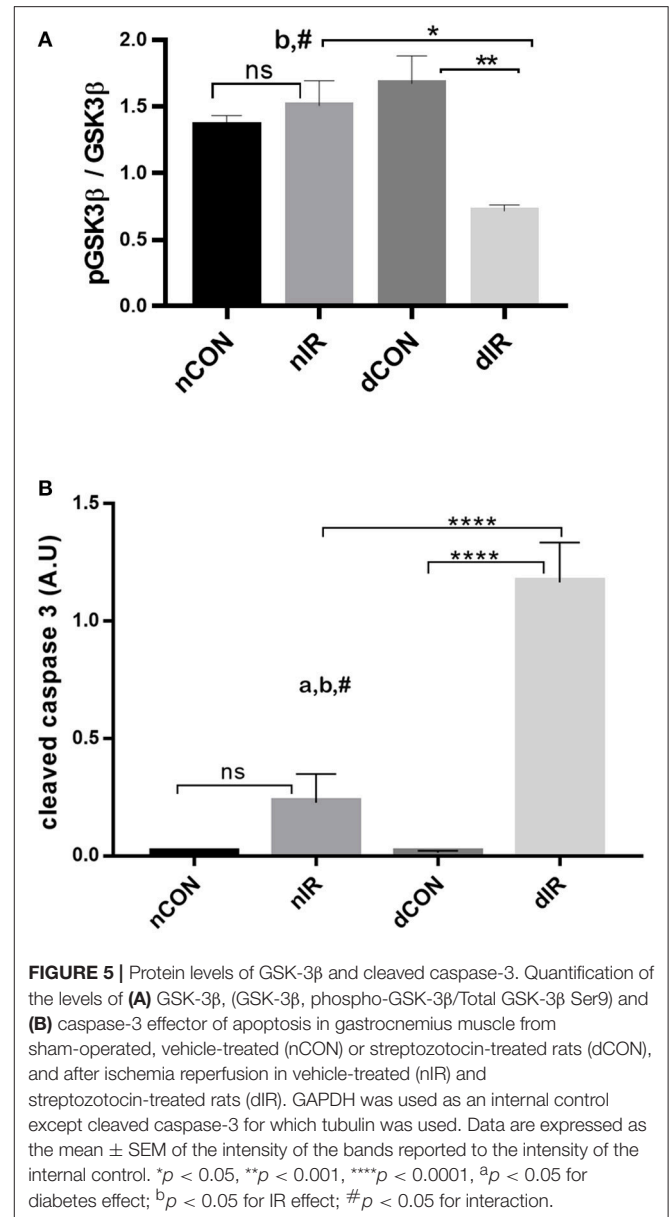 A
2.0
b,#
*
ns
**
1.5
1.0
0.5
0.0
pGSK3β / GSK3β
nCON
nIR
dCON
dIR
B
1.5
****
****
1.0
a,b,#
0.5
ns
0.0
cleaved caspase 3 (A.U)
nCON
nIR
dCON
dIR
FIGURE 5 | Protein levels of GSK-3β and cleaved caspase-3. Quantification of
the levels of (A) GSK-3β, (GSK-3β, phospho-GSK-3β/Total GSK-3β Ser9) and
(B) caspase-3 effector of apoptosis in gastrocnemius muscle from
sham-operated, vehicle-treated (nCON) or streptozotocin-treated rats (dCON),
and after ischemia reperfusion in vehicle-treated (nIR) and
streptozotocin-treated rats (dIR). GAPDH was used as an internal control
except cleaved caspase-3 for which tubulin was used. Data are expressed as
the mean ± SEM of the intensity of the bands reported to the intensity of the
internal control. *p < 0.05, **p < 0.001, ****p < 0.0001, ᵃp < 0.05 for
diabetes effect; ᵇp < 0.05 for IR effect; #p < 0.05 for interaction.